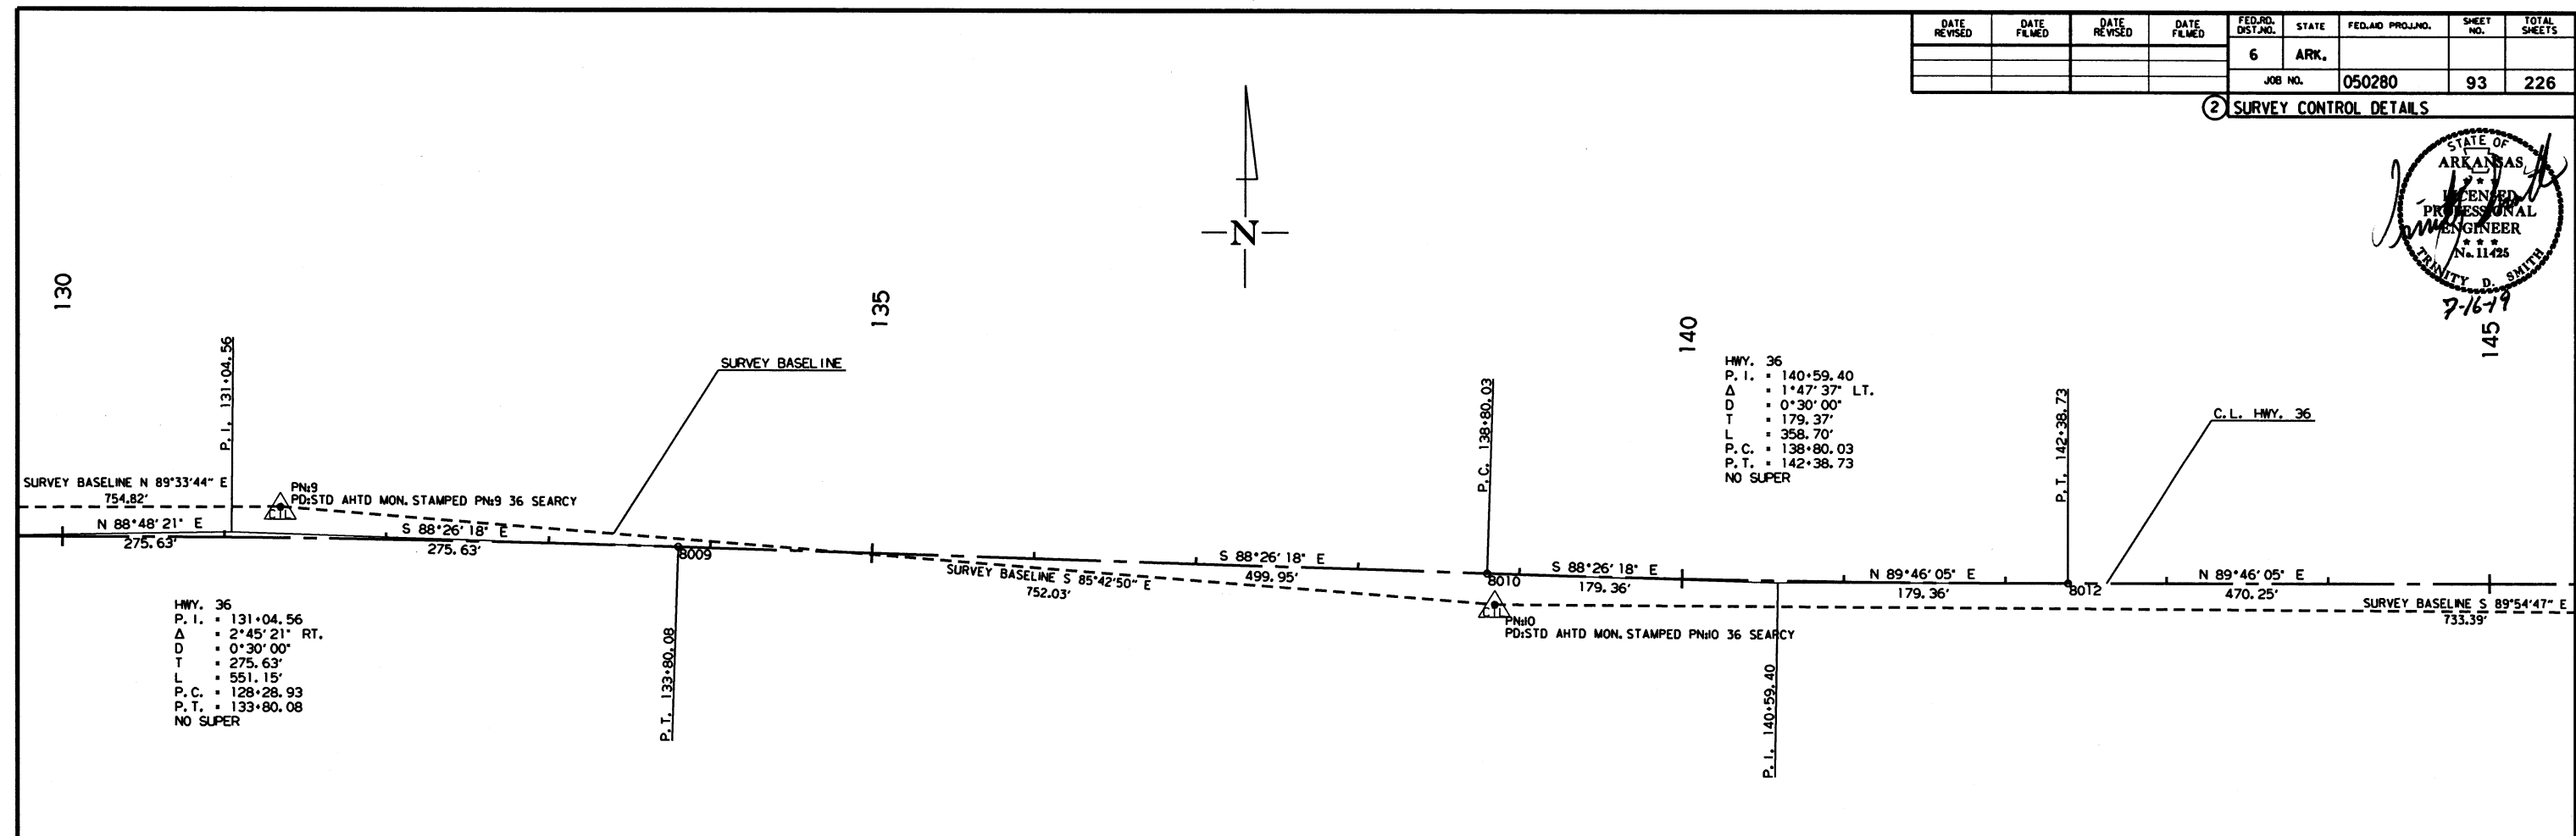 DATE REVISED
DATE FILMED
DATE REVISED
DATE FILMED
FED.RD. DIST.NO.
STATE
FED.AID PROJ.NO.
SHEET NO.
TOTAL SHEETS
6
ARK.
JOB NO.
050280
93
226
2
SURVEY CONTROL DETAILS
STATE OF
ARKANSAS
LICENSED
PROFESSIONAL
ENGINEER
No. 11425
TRINITY D. SMITH
7-16-19
N
130
135
140
145
P.I. 131+04.56
SURVEY BASELINE
P.C. 138+80.03
HWY. 36
P.I. = 140+59.40
Δ = 1°47'37" LT.
D = 0°30'00"
T = 179.37'
L = 358.70'
P.C. = 138+80.03
P.T. = 142+38.73
NO SUPER
P.T. 142+38.73
C.L. HWY. 36
SURVEY BASELINE N 89°33'44" E
754.82'
PN:9
PD:STD AHTD MON. STAMPED PN:9 36 SEARCY
CTL
N 88°48'21" E
275.63'
S 88°26'18" E
275.63'
8009
SURVEY BASELINE S 85°42'50" E
752.03'
S 88°26'18" E
499.95'
8010
S 88°26'18" E
179.36'
N 89°46'05" E
179.36'
8012
N 89°46'05" E
470.25'
SURVEY BASELINE S 89°54'47" E
733.39'
CTL
PN:10
PD:STD AHTD MON. STAMPED PN:10 36 SEARCY
HWY. 36
P.I. = 131+04.56
Δ = 2°45'21" RT.
D = 0°30'00"
T = 275.63'
L = 551.15'
P.C. = 128+28.93
P.T. = 133+80.08
NO SUPER
P.T. 133+80.08
P.I. 140+59.40